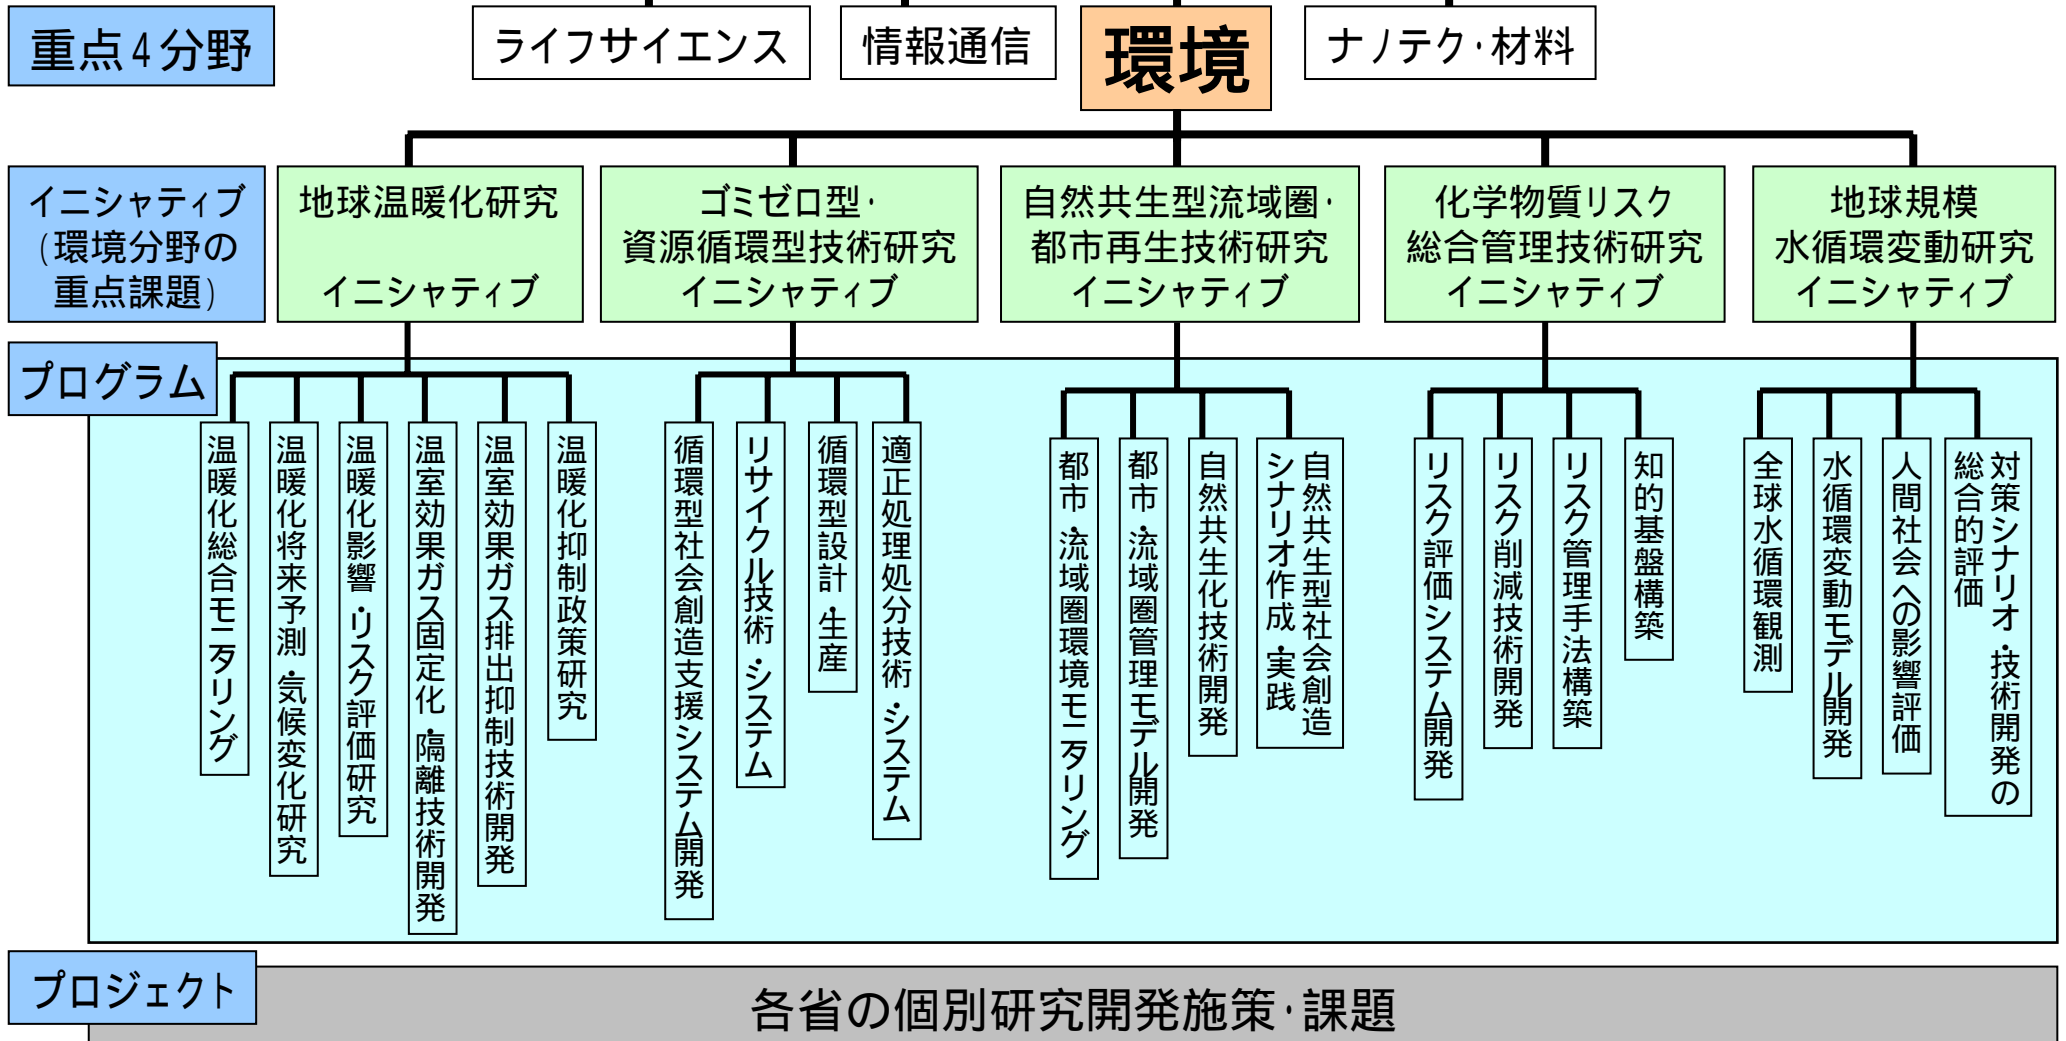 重点4分野
ライフサイエンス
情報通信
環境
ナノテク・材料
イニシャティブ
(環境分野の
重点課題)
地球温暖化研究
イニシャティブ
ゴミゼロ型・
資源循環型技術研究
イニシャティブ
自然共生型流域圏・
都市再生技術研究
イニシャティブ
化学物質リスク
総合管理技術研究
イニシャティブ
地球規模
水循環変動研究
イニシャティブ
プログラム
温暖化総合モニタリング
温暖化将来予測・気候変化研究
温暖化影響・リスク評価研究
温室効果ガス固定化・隔離技術開発
温室効果ガス排出抑制技術開発
温暖化抑制政策研究
循環型社会創造支援システム開発
リサイクル技術・システム
循環型設計・生産
適正処理処分技術・システム
都市・流域圏環境モニタリング
都市・流域圏管理モデル開発
自然共生化技術開発
自然共生型社会創造
シナリオ作成・実践
リスク評価システム開発
リスク削減技術開発
リスク管理手法構築
知的基盤構築
全球水循環観測
水循環変動モデル開発
人間社会への影響評価
対策シナリオ・技術開発の
総合的評価
プロジェクト
各省の個別研究開発施策・課題